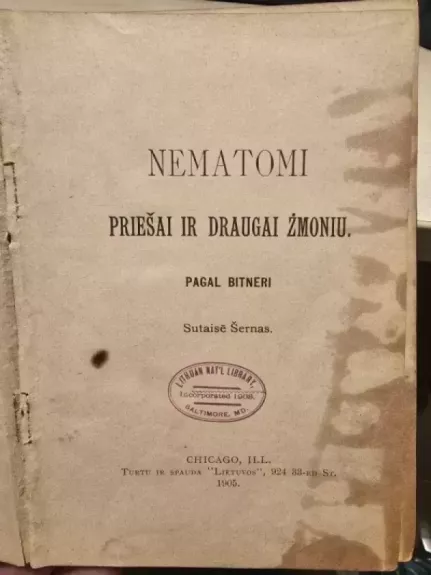 NEMATOMI
PRIEŠAI IR DRAUGAI ŽMONIU.
PAGAL BITNERI
Sutaisė Šernas.
LITHUAN NAT'L LIBRARY,
Incorporated 1908.
BALTIMORE, MD.
CHICAGO, ILL.
TURTU IR SPAUDA "LIETUVOS", 924 33-ED ST.
1905.